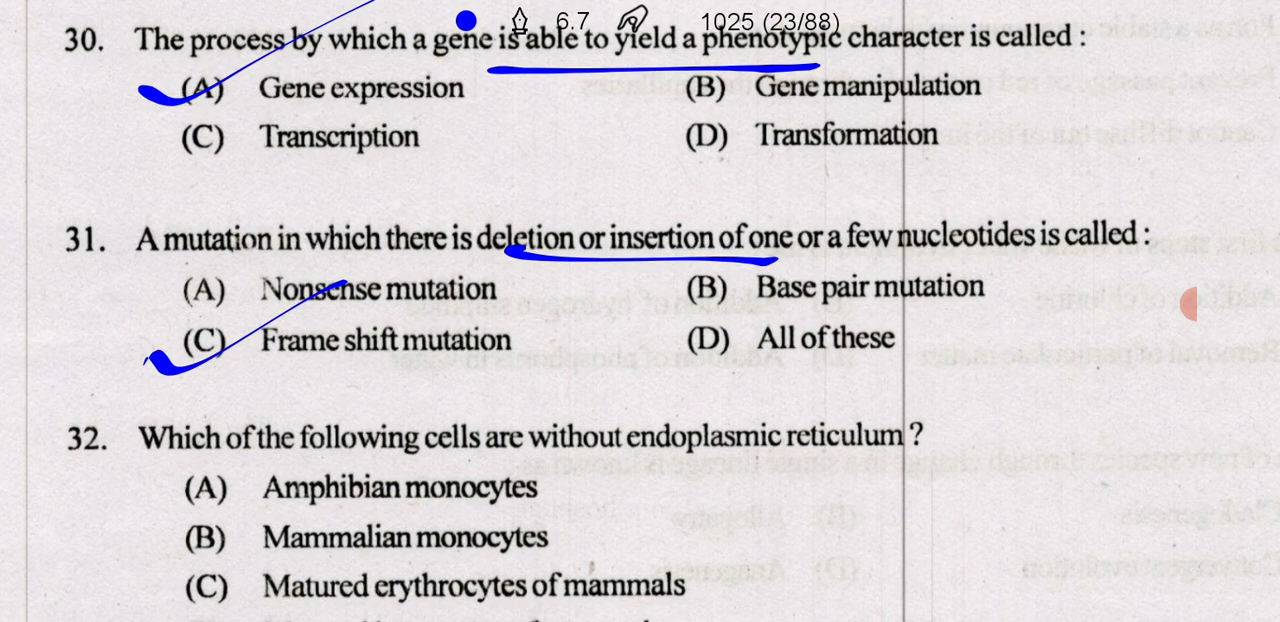 6.7 1025 (23/88)
30. The process by which a gene is able to yield a phenotypic character is called :
(A) Gene expression (B) Gene manipulation
(C) Transcription (D) Transformation
31. A mutation in which there is deletion or insertion of one or a few nucleotides is called :
(A) Nonsense mutation (B) Base pair mutation
(C) Frame shift mutation (D) All of these
32. Which of the following cells are without endoplasmic reticulum ?
(A) Amphibian monocytes
(B) Mammalian monocytes
(C) Matured erythrocytes of mammals